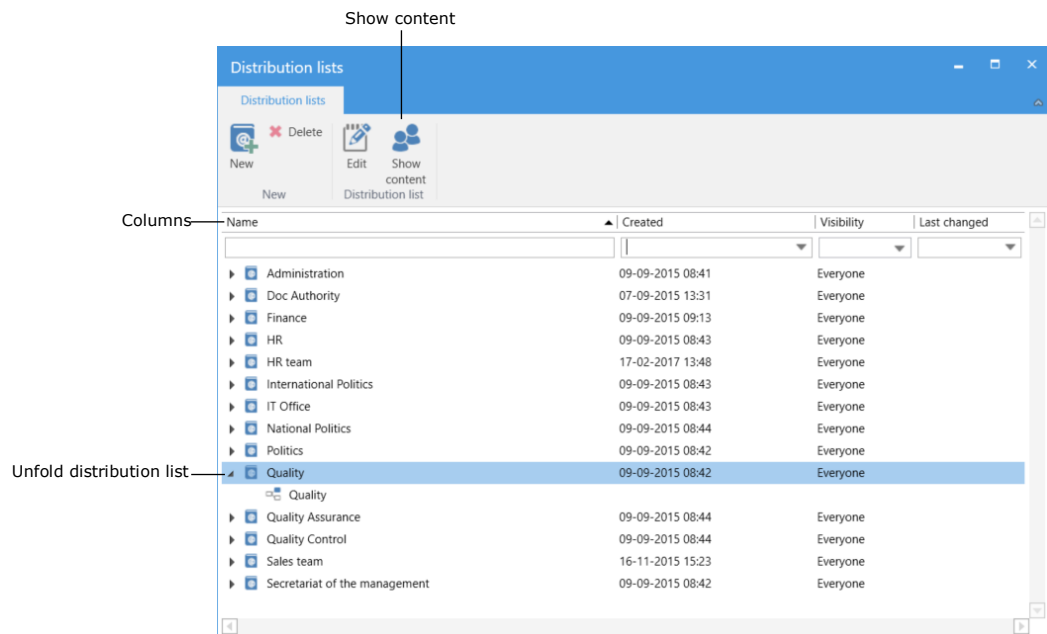 Show content
Distribution lists
Distribution lists
New
Delete
Edit
Show content
New
Distribution list
Columns
Name Created Visibility Last changed
Administration 09-09-2015 08:41 Everyone
Doc Authority 07-09-2015 13:31 Everyone
Finance 09-09-2015 09:13 Everyone
HR 09-09-2015 08:43 Everyone
HR team 17-02-2017 13:48 Everyone
International Politics 09-09-2015 08:43 Everyone
IT Office 09-09-2015 08:43 Everyone
National Politics 09-09-2015 08:44 Everyone
Politics 09-09-2015 08:42 Everyone
Unfold distribution list
Quality 09-09-2015 08:42 Everyone
Quality
Quality Assurance 09-09-2015 08:44 Everyone
Quality Control 09-09-2015 08:44 Everyone
Sales team 16-11-2015 15:23 Everyone
Secretariat of the management 09-09-2015 08:42 Everyone